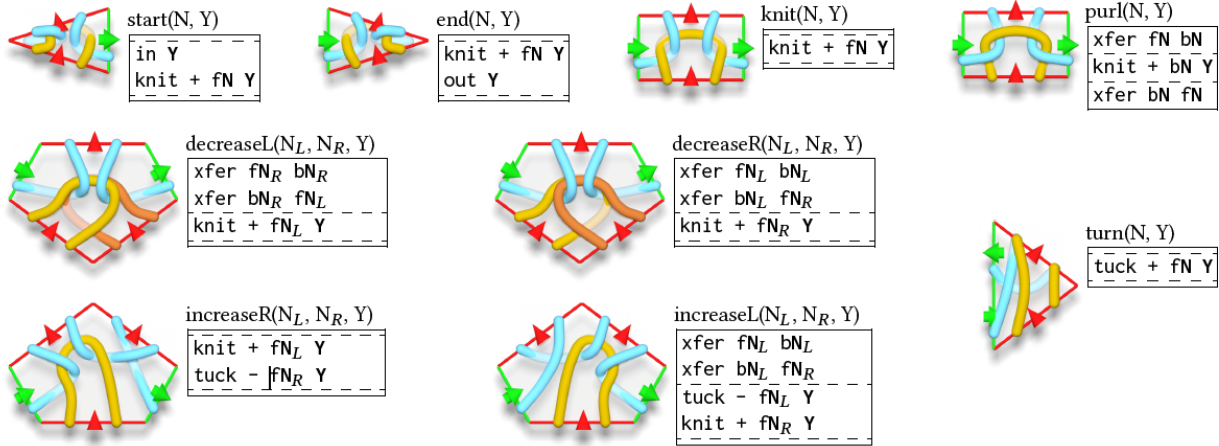 start(N, Y)
in Y
knit + fN Y
end(N, Y)
knit + fN Y
out Y
knit(N, Y)
knit + fN Y
purl(N, Y)
xfer fN bN
knit + bN Y
xfer bN fN
decreaseL(N_L, N_R, Y)
xfer fN_R bN_R
xfer bN_R fN_L
knit + fN_L Y
decreaseR(N_L, N_R, Y)
xfer fN_L bN_L
xfer bN_L fN_R
knit + fN_R Y
turn(N, Y)
tuck + fN Y
increaseR(N_L, N_R, Y)
knit + fN_L Y
tuck - fN_R Y
increaseL(N_L, N_R, Y)
xfer fN_L bN_L
xfer bN_L fN_R
tuck - fN_L Y
knit + fN_R Y